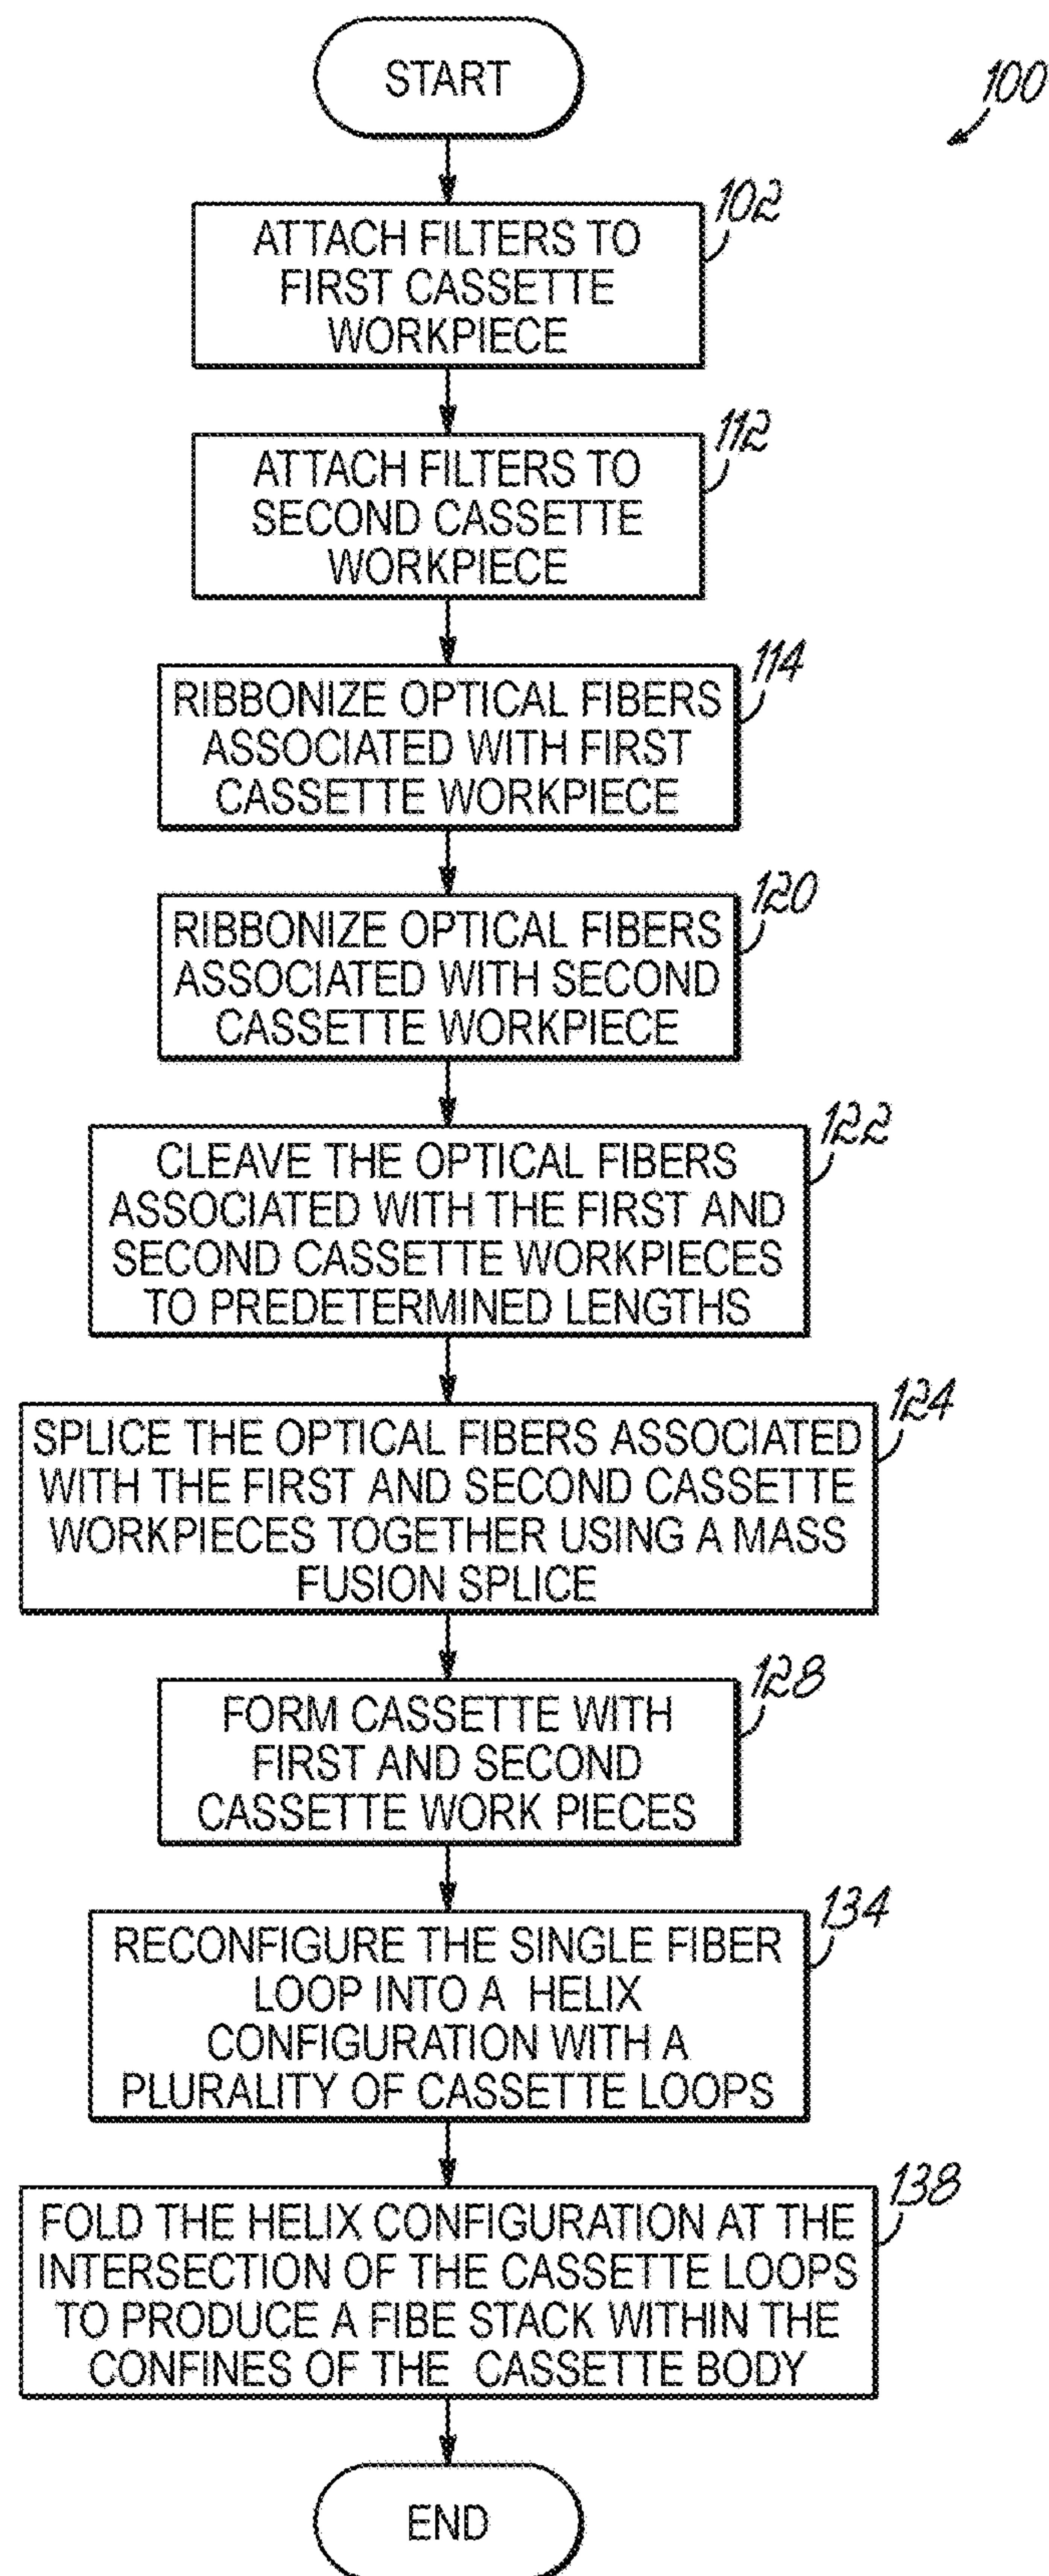 START
100
102
ATTACH FILTERS TO
FIRST CASSETTE
WORKPIECE
112
ATTACH FILTERS TO
SECOND CASSETTE
WORKPIECE
114
RIBBONIZE OPTICAL FIBERS
ASSOCIATED WITH FIRST
CASSETTE WORKPIECE
120
RIBBONIZE OPTICAL FIBERS
ASSOCIATED WITH SECOND
CASSETTE WORKPIECE
122
CLEAVE THE OPTICAL FIBERS
ASSOCIATED WITH THE FIRST AND
SECOND CASSETTE WORKPIECES
TO PREDETERMINED LENGTHS
124
SPLICE THE OPTICAL FIBERS ASSOCIATED
WITH THE FIRST AND SECOND CASSETTE
WORKPIECES TOGETHER USING A MASS
FUSION SPLICE
128
FORM CASSETTE WITH
FIRST AND SECOND
CASSETTE WORK PIECES
134
RECONFIGURE THE SINGLE FIBER
LOOP INTO A HELIX
CONFIGURATION WITH A
PLURALITY OF CASSETTE LOOPS
138
FOLD THE HELIX CONFIGURATION AT THE
INTERSECTION OF THE CASSETTE LOOPS
TO PRODUCE A FIBE STACK WITHIN THE
CONFINES OF THE CASSETTE BODY
END